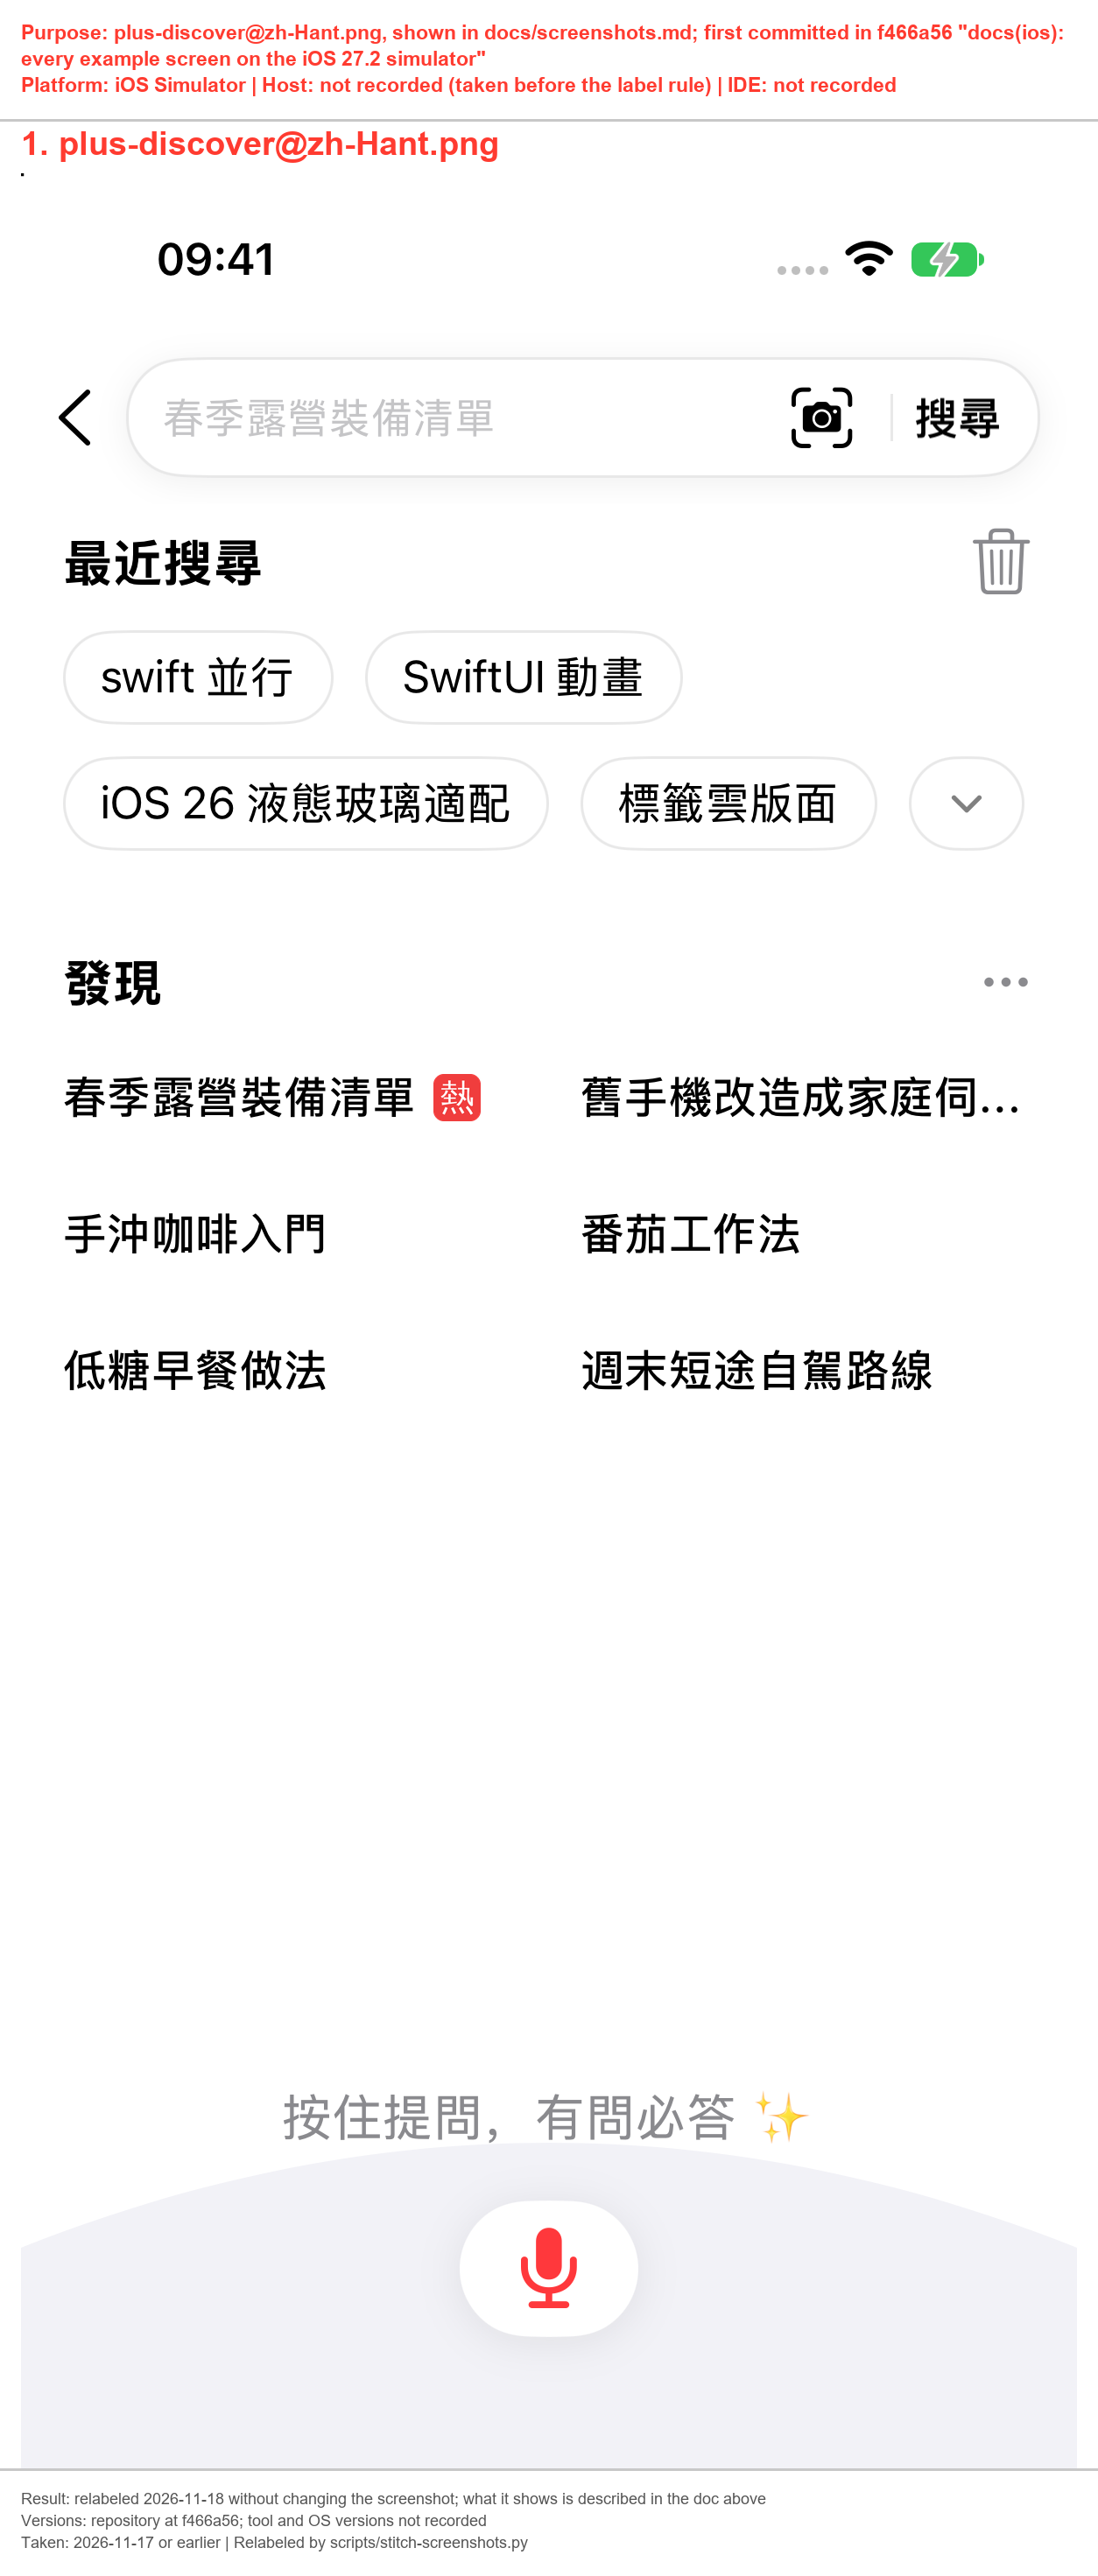 Purpose: plus-discover@zh-Hant.png, shown in docs/screenshots.md; first committed in f466a56 "docs(ios):
every example screen on the iOS 27.2 simulator"
Platform: iOS Simulator | Host: not recorded (taken before the label rule) | IDE: not recorded
1. plus-discover@zh-Hant.png
09:41
春季露營裝備清單 搜尋
最近搜尋
swift 並行 SwiftUI 動畫
iOS 26 液態玻璃適配 標籤雲版面
發現
春季露營裝備清單 熱 舊手機改造成家庭伺...
手沖咖啡入門 番茄工作法
低糖早餐做法 週末短途自駕路線
按住提問，有問必答 ✨
Result: relabeled 2026-11-18 without changing the screenshot; what it shows is described in the doc above
Versions: repository at f466a56; tool and OS versions not recorded
Taken: 2026-11-17 or earlier | Relabeled by scripts/stitch-screenshots.py